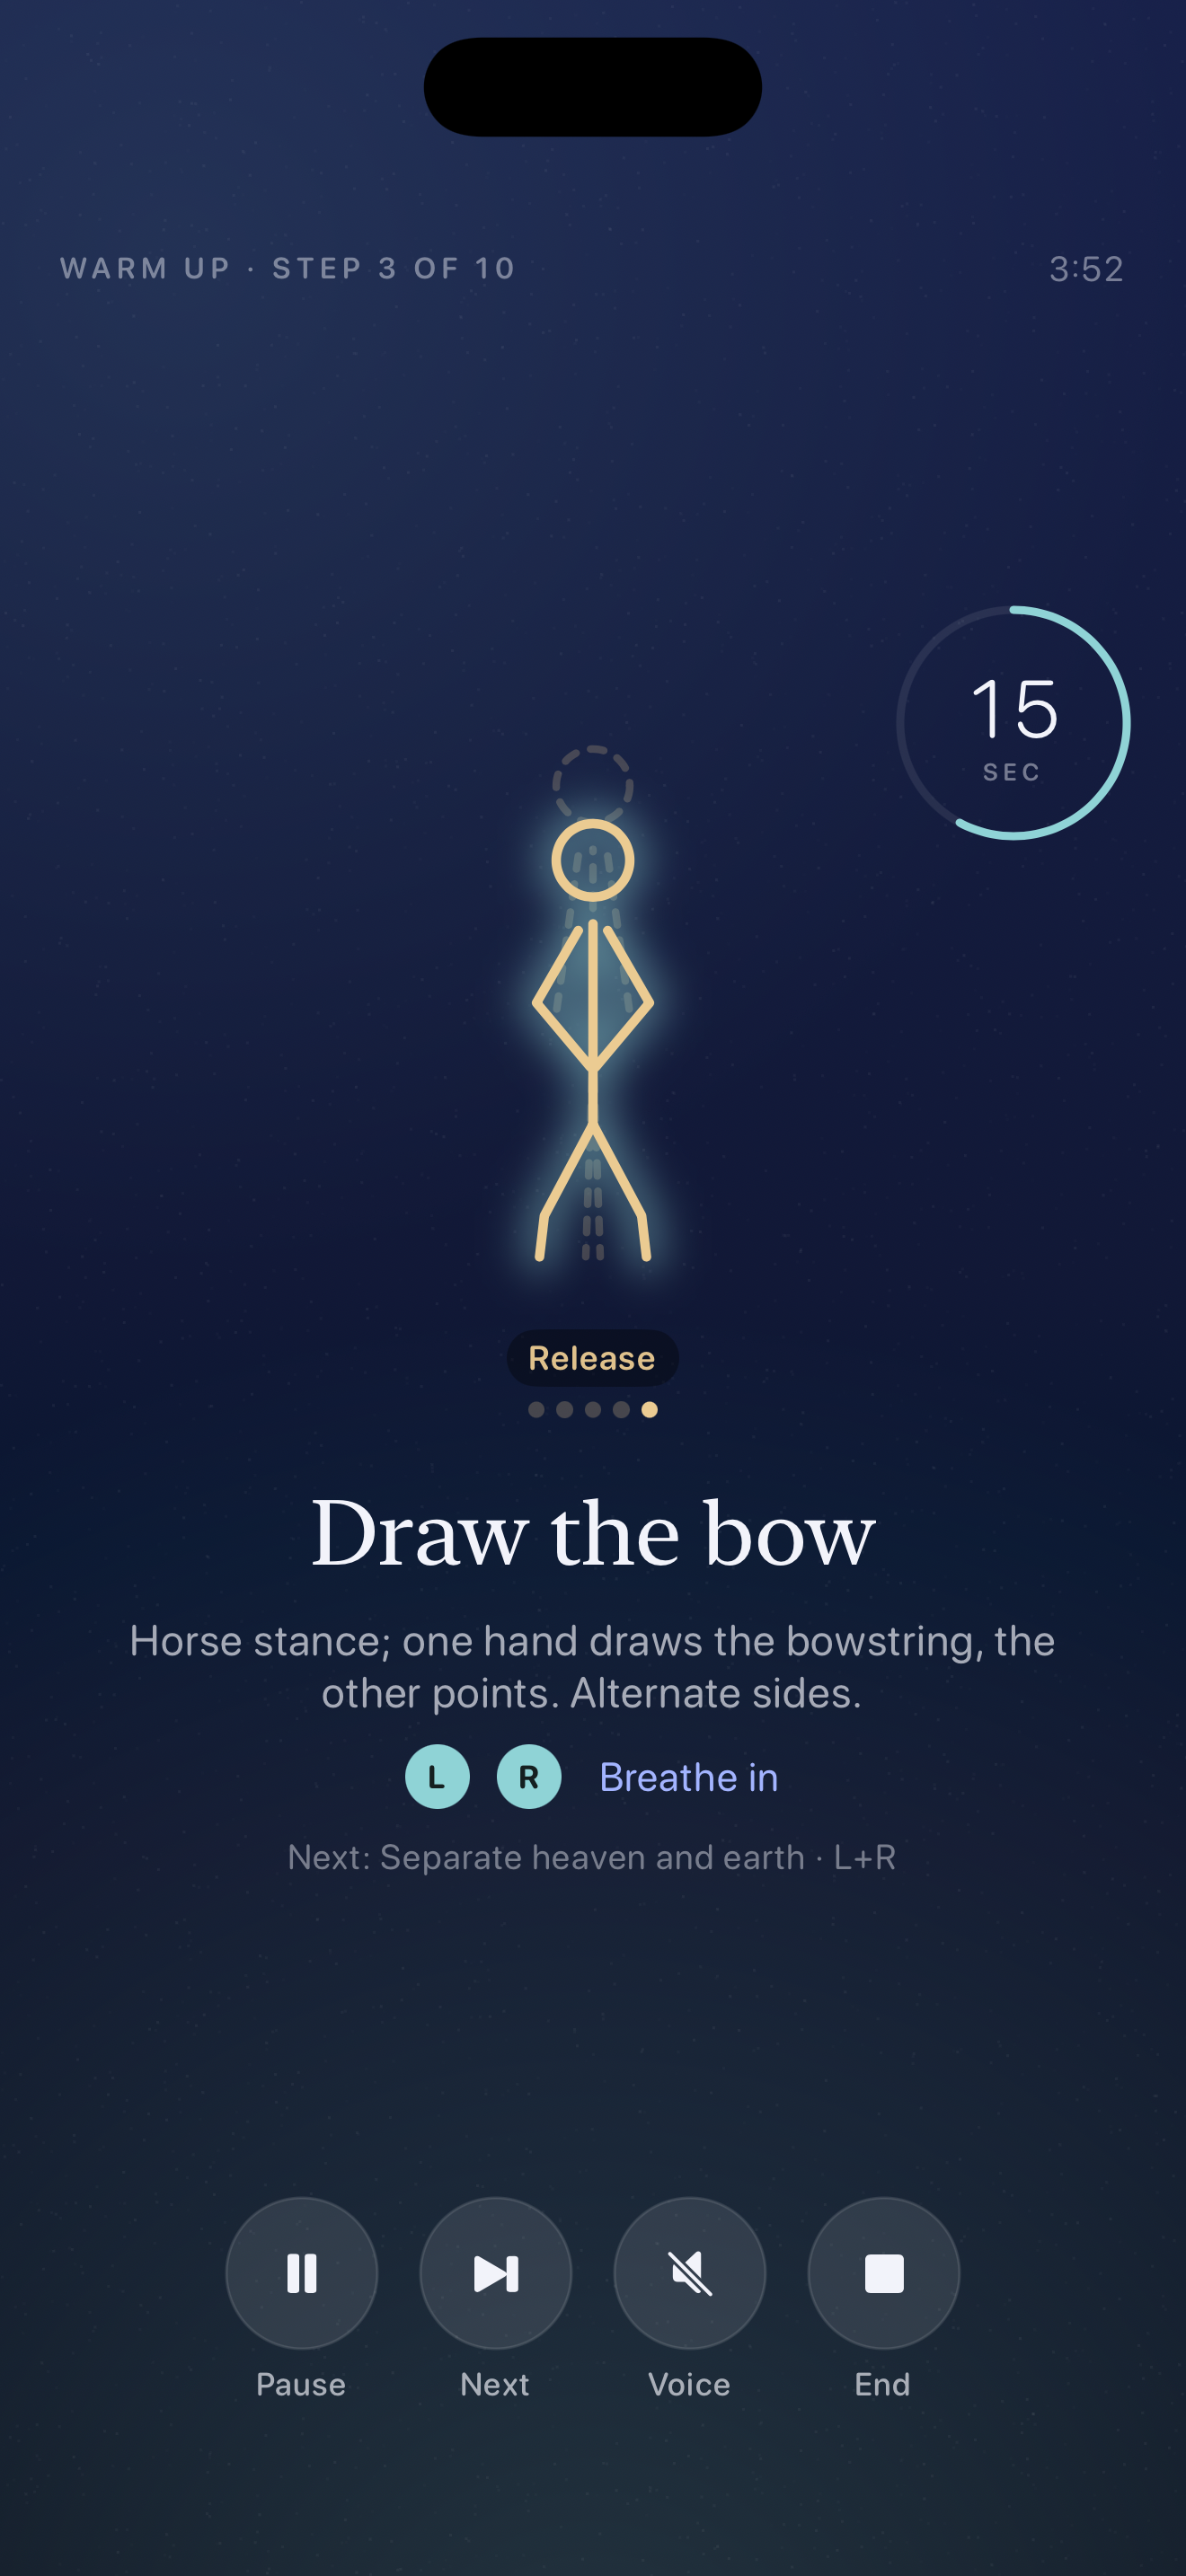 WARM UP · STEP 3 OF 10
3:52
15
SEC
Release
Draw the bow
Horse stance; one hand draws the bowstring, the
other points. Alternate sides.
L R Breathe in
Next: Separate heaven and earth · L+R
Pause Next Voice End